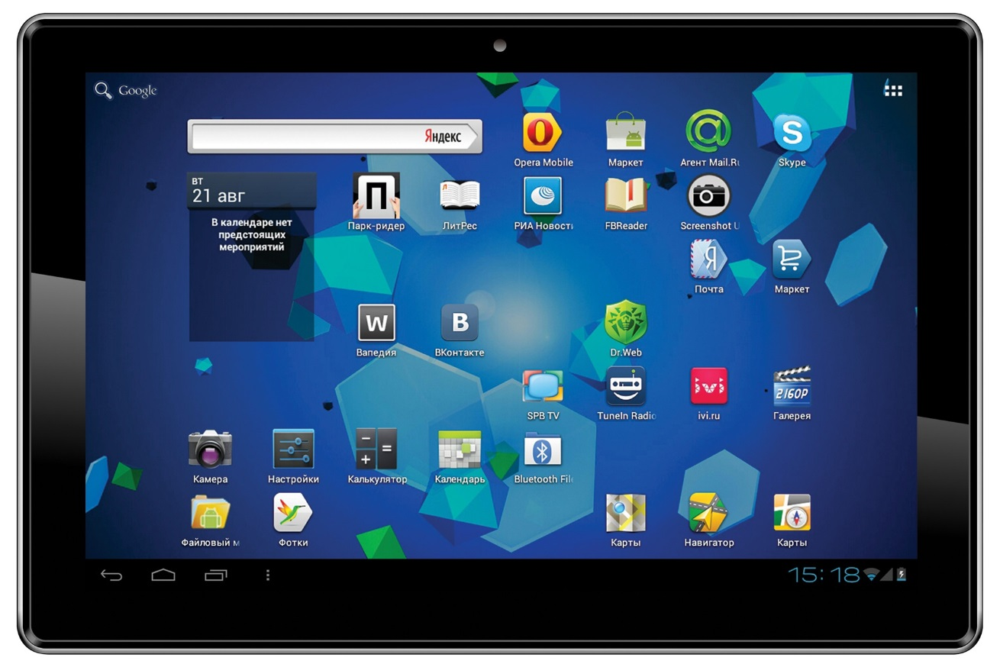 Google
Яндекс
Opera Mobile
Маркет
Агент Mail.Ru
Skype
ВТ
21 авг
В календаре нет
предстоящих
мероприятий
П
Парк-ридер
ЛитРес
РИА Новости
FBReader
Screenshot U
Я
Почта
Маркет
W
Вапедия
В
ВКонтакте
Dr.Web
SPB TV
TuneIn Radio
ivi
ivi.ru
2160P
Галерея
Камера
Настройки
Калькулятор
Календарь
Bluetooth File
Файловый м
Фотки
Карты
Навигатор
Карты
15:18